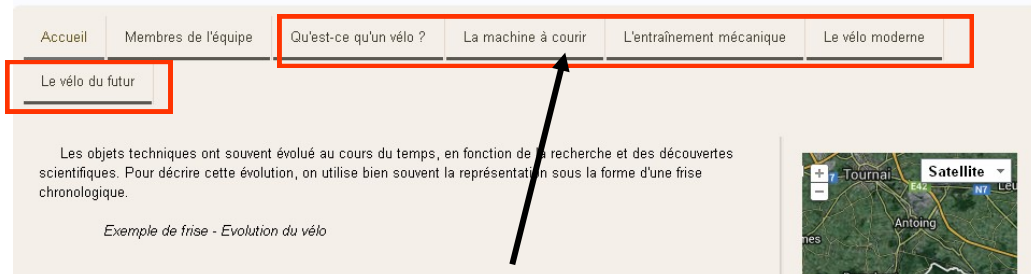 Accueil Membres de l'équipe Qu'est-ce qu'un vélo ? La machine à courir L'entraînement mécanique Le vélo moderne
Le vélo du futur
Les objets techniques ont souvent évolué au cours du temps, en fonction de la recherche et des découvertes
scientifiques. Pour décrire cette évolution, on utilise bien souvent la représentation sous la forme d'une frise
chronologique.
Exemple de frise - Evolution du vélo
+
−
Tournai
Satellite
E42
N7
Leu
Antoing
nes